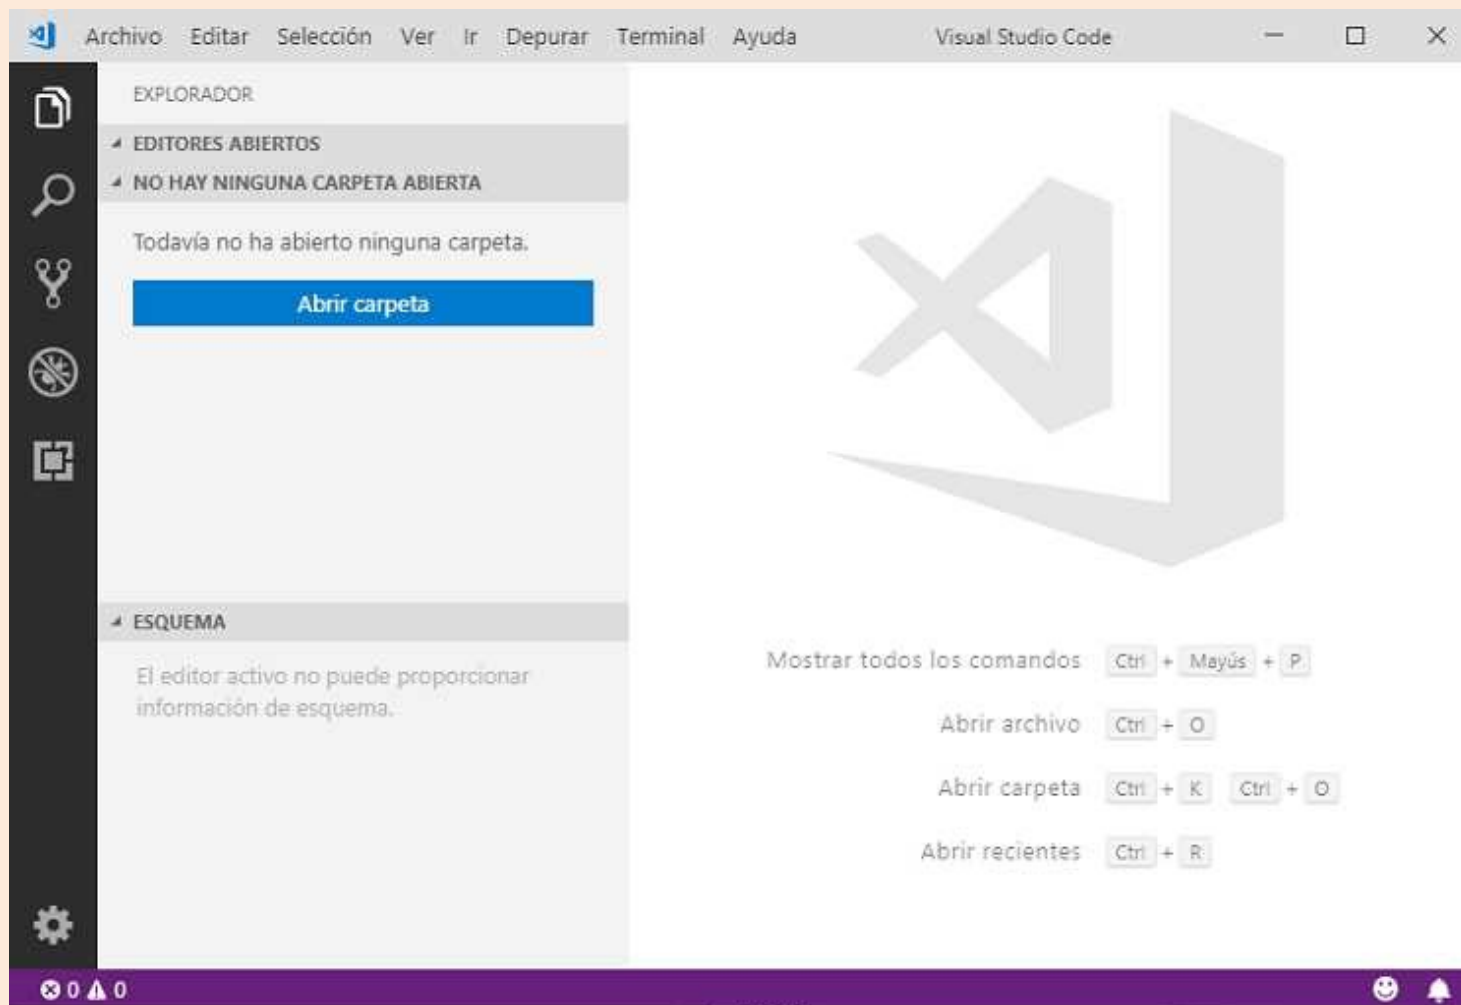 Archivo Editar Selección Ver Ir Depurar Terminal Ayuda Visual Studio Code
EXPLORADOR
EDITORES ABIERTOS
NO HAY NINGUNA CARPETA ABIERTA
Todavía no ha abierto ninguna carpeta.
Abrir carpeta
ESQUEMA
El editor activo no puede proporcionar
información de esquema.
Mostrar todos los comandos Ctrl + Mayús + P
Abrir archivo Ctrl + O
Abrir carpeta Ctrl + K Ctrl + O
Abrir recientes Ctrl + R
0 0